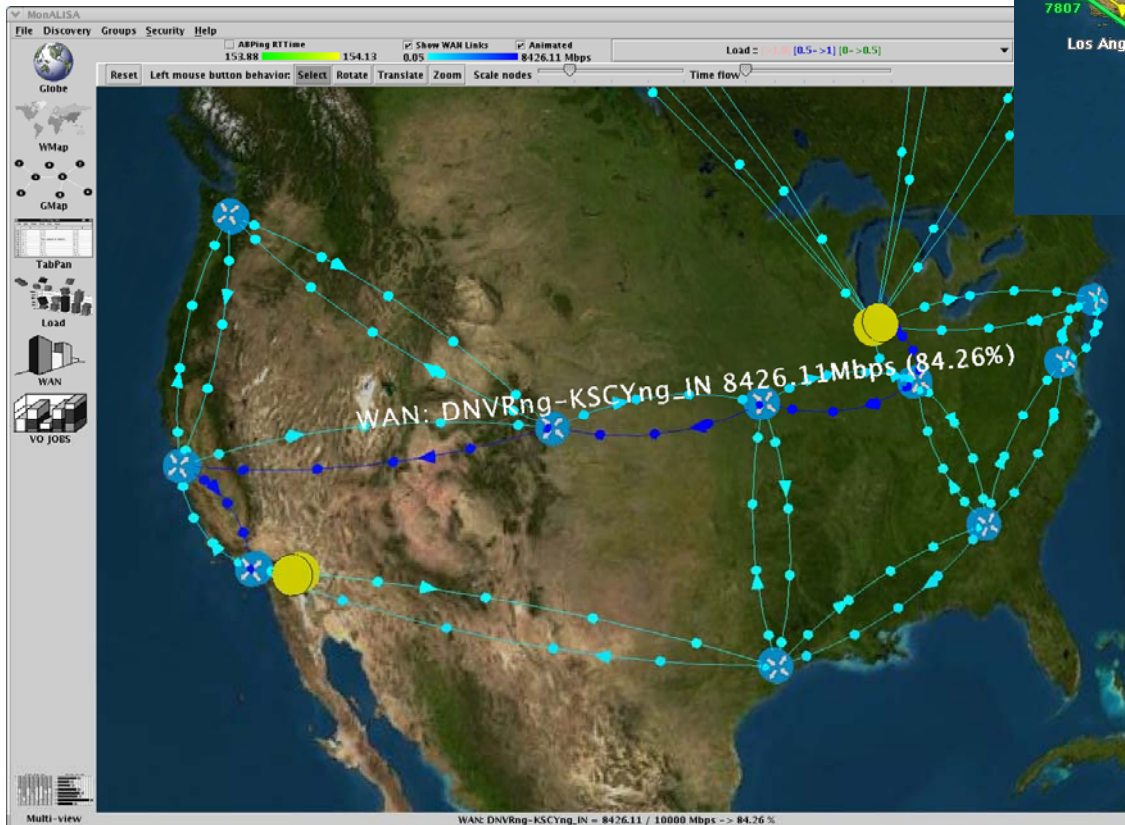 MonALISA
File Discovery Groups Security Help
ABPing RTTime
153.88 154.13
Show WAN Links
Animated
0.05 8426.11 Mbps
Load = [0.5->1] [0->0.5]
Reset Left mouse button behavior: Select Rotate Translate Zoom Scale nodes Time flow
Globe
WMap
GMap
TabPan
Load
WAN
VO JOBS
Multi-view
7807
Los Ang
WAN: DNVRng-KSCYng_IN 8426.11Mbps (84.26%)
WAN: DNVRng-KSCYng_IN = 8426.11 / 10000 Mbps -> 84.26 %